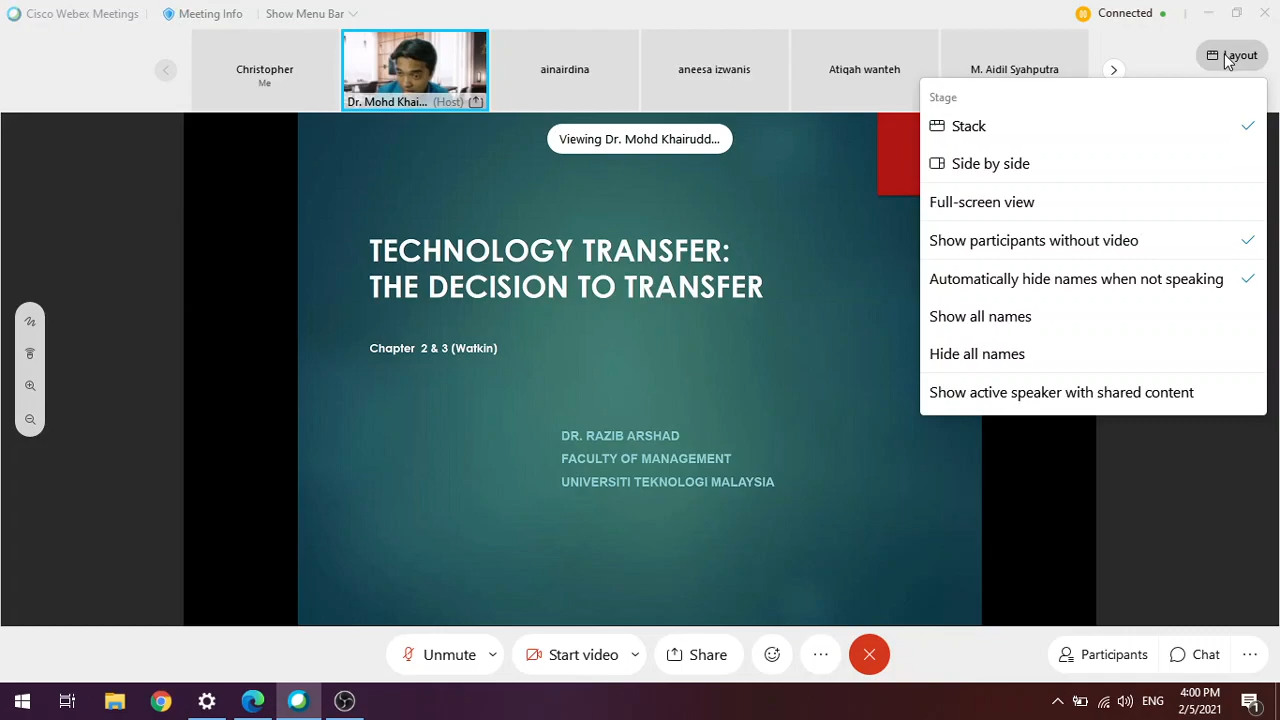 Cisco Webex Meetings
Meeting Info
Show Menu Bar
Connected
Christopher
Me
Dr. Mohd Khai... (Host)
ainairdina
aneesa izwanis
Atiqah wanteh
M. Aidil Syahputra
Layout
Viewing Dr. Mohd Khairudd...
Stage
Stack
Side by side
Full-screen view
Show participants without video
Automatically hide names when not speaking
Show all names
Hide all names
Show active speaker with shared content
TECHNOLOGY TRANSFER:
THE DECISION TO TRANSFER
Chapter 2 & 3 (Watkin)
DR. RAZIB ARSHAD
FACULTY OF MANAGEMENT
UNIVERSITI TEKNOLOGI MALAYSIA
Unmute
Start video
Share
Participants
Chat
ENG
4:00 PM
2/5/2021
1